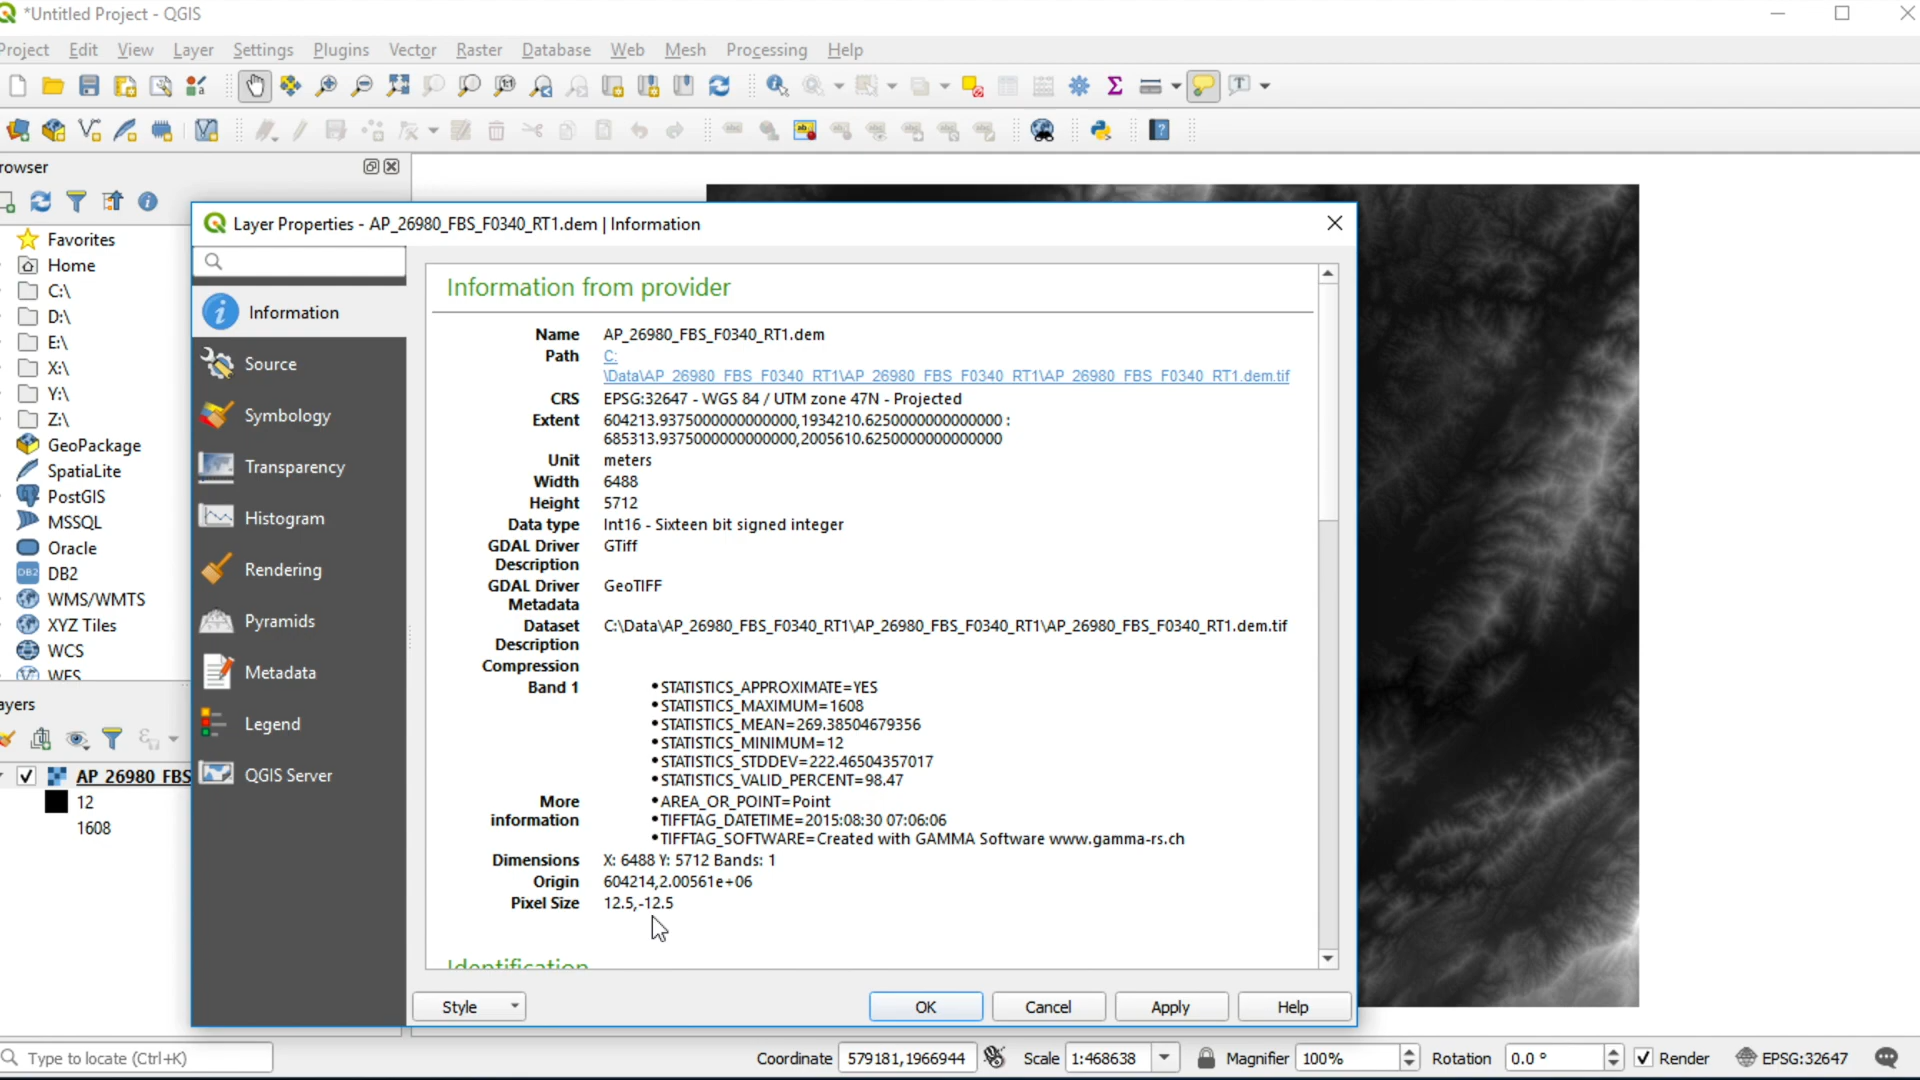 *Untitled Project - QGIS
Project Edit View Layer Settings Plugins Vector Raster Database Web Mesh Processing Help
rowser
Layer Properties - AP_26980_FBS_F0340_RT1.dem | Information
Favorites
Home
C:\
D:\
E:\
X:\
Y:\
Z:\
GeoPackage
SpatiaLite
PostGIS
MSSQL
Oracle
DB2
WMS/WMTS
XYZ Tiles
WCS
WFS
ayers
AP_26980_FBS
12
1608
Information
Source
Symbology
Transparency
Histogram
Rendering
Pyramids
Metadata
Legend
QGIS Server
Information from provider
Name AP_26980_FBS_F0340_RT1.dem
Path C:
\Data\AP_26980_FBS_F0340_RT1\AP_26980_FBS_F0340_RT1\AP_26980_FBS_F0340_RT1.dem.tif
CRS EPSG:32647 - WGS 84 / UTM zone 47N - Projected
Extent 604213.9375000000000000,1934210.6250000000000000 :
685313.9375000000000000,2005610.6250000000000000
Unit meters
Width 6488
Height 5712
Data type Int16 - Sixteen bit signed integer
GDAL Driver GTiff
Description
GDAL Driver GeoTIFF
Metadata
Dataset C:\Data\AP_26980_FBS_F0340_RT1\AP_26980_FBS_F0340_RT1\AP_26980_FBS_F0340_RT1.dem.tif
Description
Compression
Band 1 • STATISTICS_APPROXIMATE=YES
• STATISTICS_MAXIMUM=1608
• STATISTICS_MEAN=269.38504679356
• STATISTICS_MINIMUM=12
• STATISTICS_STDDEV=222.46504357017
• STATISTICS_VALID_PERCENT=98.47
More • AREA_OR_POINT=Point
information • TIFFTAG_DATETIME=2015:08:30 07:06:06
• TIFFTAG_SOFTWARE=Created with GAMMA Software www.gamma-rs.ch
Dimensions X: 6488 Y: 5712 Bands: 1
Origin 604214,2.00561e+06
Pixel Size 12.5,-12.5
Identification
Style OK Cancel Apply Help
Type to locate (Ctrl+K) Coordinate 579181,1966944 Scale 1:468638 Magnifier 100% Rotation 0.0 ° Render EPSG:32647